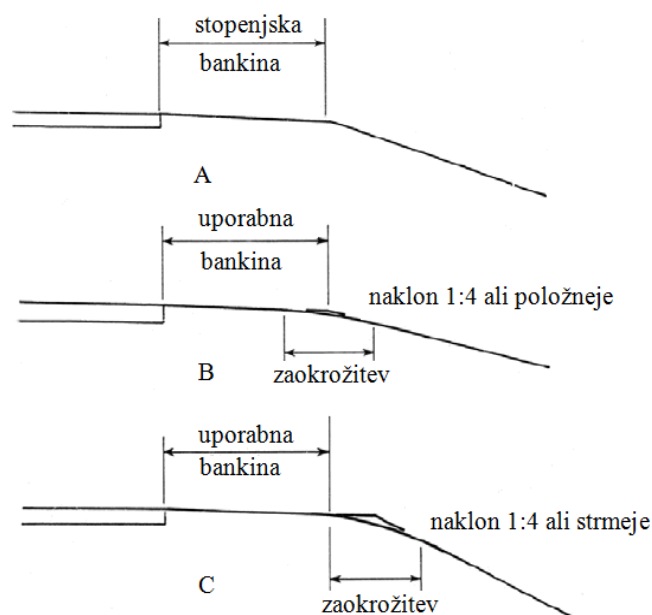 stopenjska
bankina
A
uporabna
bankina
naklon 1:4 ali položneje
zaokrožitev
B
uporabna
bankina
naklon 1:4 ali strmeje
C
zaokrožitev